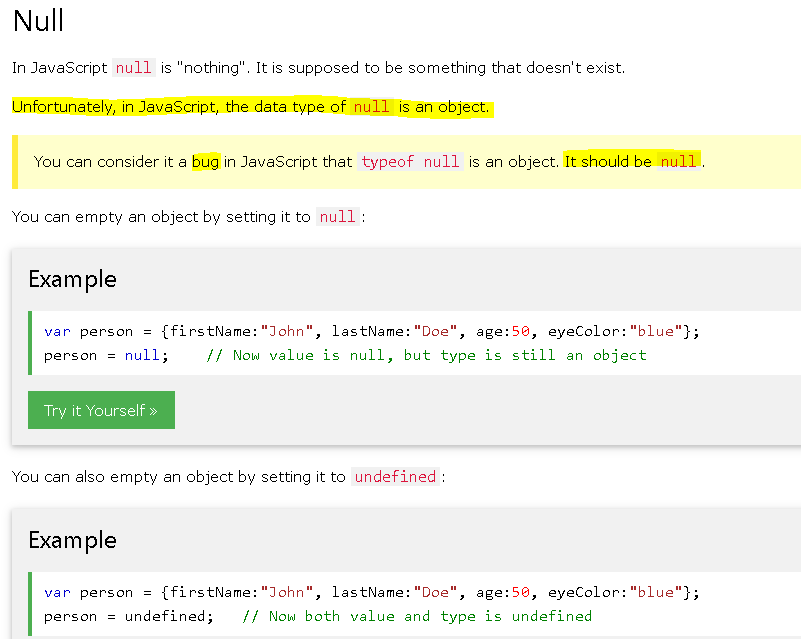 Null
In JavaScript null is "nothing". It is supposed to be something that doesn't exist.
Unfortunately, in JavaScript, the data type of null is an object.
You can consider it a bug in JavaScript that typeof null is an object. It should be null.
You can empty an object by setting it to null:
Example
var person = {firstName:"John", lastName:"Doe", age:50, eyeColor:"blue"};
person = null;    // Now value is null, but type is still an object
Try it Yourself »
You can also empty an object by setting it to undefined:
Example
var person = {firstName:"John", lastName:"Doe", age:50, eyeColor:"blue"};
person = undefined;   // Now both value and type is undefined